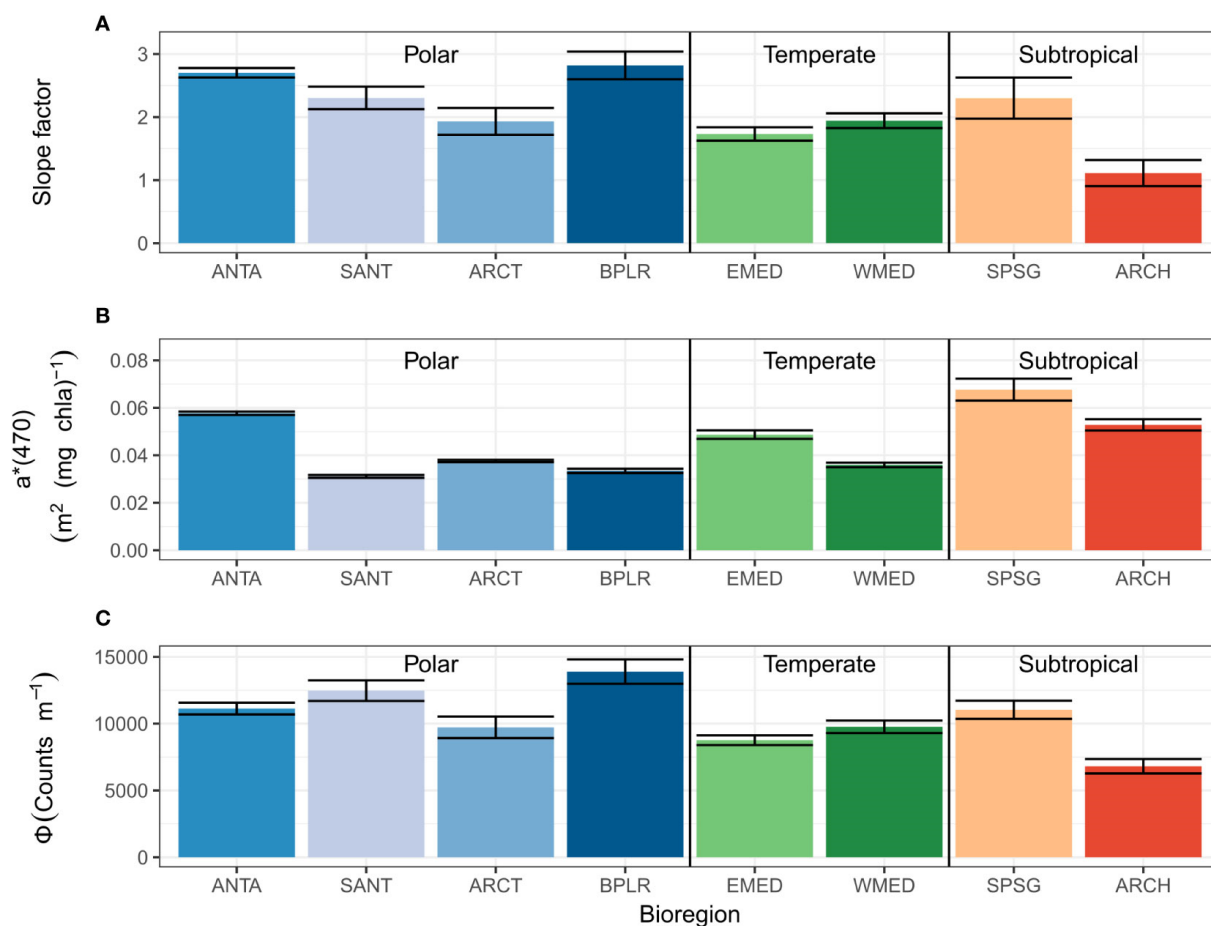 A
Polar Temperate Subtropical
Slope factor
3
2
1
0
ANTA SANT ARCT BPLR EMED WMED SPSG ARCH
B
Polar Temperate Subtropical
a*(470)
(m² (mg chla)⁻¹)
0.08
0.06
0.04
0.02
0.00
ANTA SANT ARCT BPLR EMED WMED SPSG ARCH
C
Polar Temperate Subtropical
Φ(Counts m⁻¹)
15000
10000
5000
0
ANTA SANT ARCT BPLR EMED WMED SPSG ARCH
Bioregion